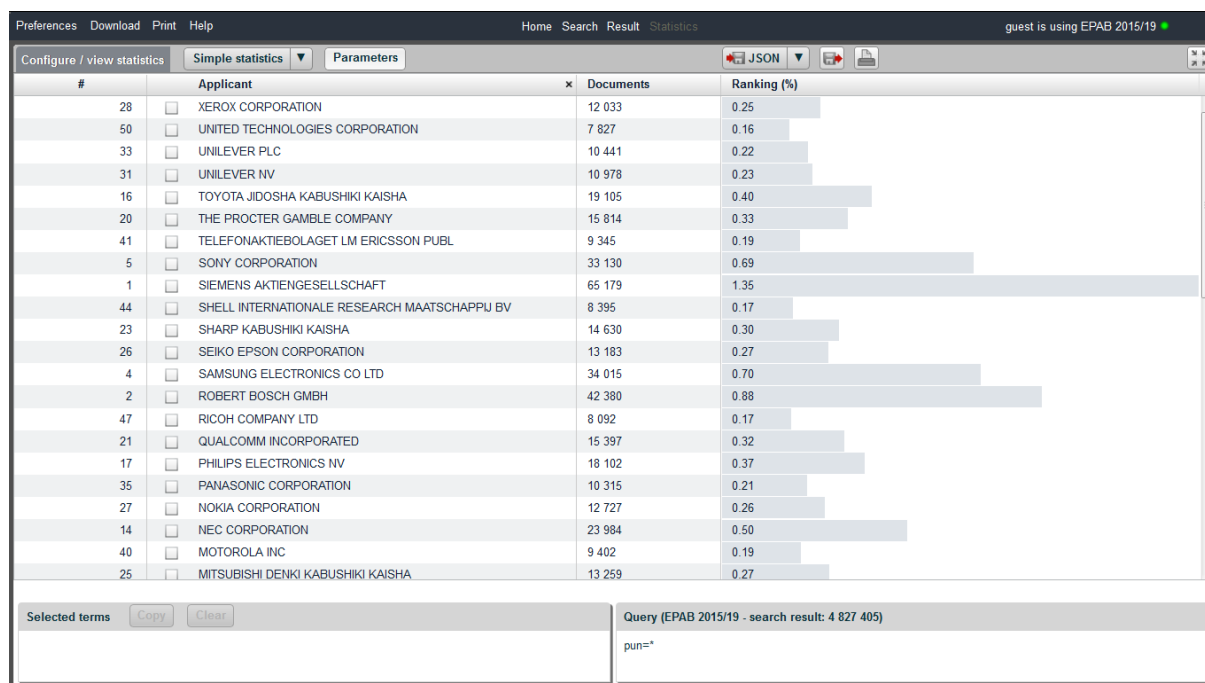 Preferences Download Print Help Home Search Result Statistics guest is using EPAB 2015/19
Configure / view statistics Simple statistics ▼ Parameters JSON ▼
# Applicant × Documents Ranking (%)
28 XEROX CORPORATION 12 033 0.25
50 UNITED TECHNOLOGIES CORPORATION 7 827 0.16
33 UNILEVER PLC 10 441 0.22
31 UNILEVER NV 10 978 0.23
16 TOYOTA JIDOSHA KABUSHIKI KAISHA 19 105 0.40
20 THE PROCTER GAMBLE COMPANY 15 814 0.33
41 TELEFONAKTIEBOLAGET LM ERICSSON PUBL 9 345 0.19
5 SONY CORPORATION 33 130 0.69
1 SIEMENS AKTIENGESELLSCHAFT 65 179 1.35
44 SHELL INTERNATIONALE RESEARCH MAATSCHAPPIJ BV 8 395 0.17
23 SHARP KABUSHIKI KAISHA 14 630 0.30
26 SEIKO EPSON CORPORATION 13 183 0.27
4 SAMSUNG ELECTRONICS CO LTD 34 015 0.70
2 ROBERT BOSCH GMBH 42 380 0.88
47 RICOH COMPANY LTD 8 092 0.17
21 QUALCOMM INCORPORATED 15 397 0.32
17 PHILIPS ELECTRONICS NV 18 102 0.37
35 PANASONIC CORPORATION 10 315 0.21
27 NOKIA CORPORATION 12 727 0.26
14 NEC CORPORATION 23 984 0.50
40 MOTOROLA INC 9 402 0.19
25 MITSUBISHI DENKI KABUSHIKI KAISHA 13 259 0.27
Selected terms Copy Clear Query (EPAB 2015/19 - search result: 4 827 405)
pun=*